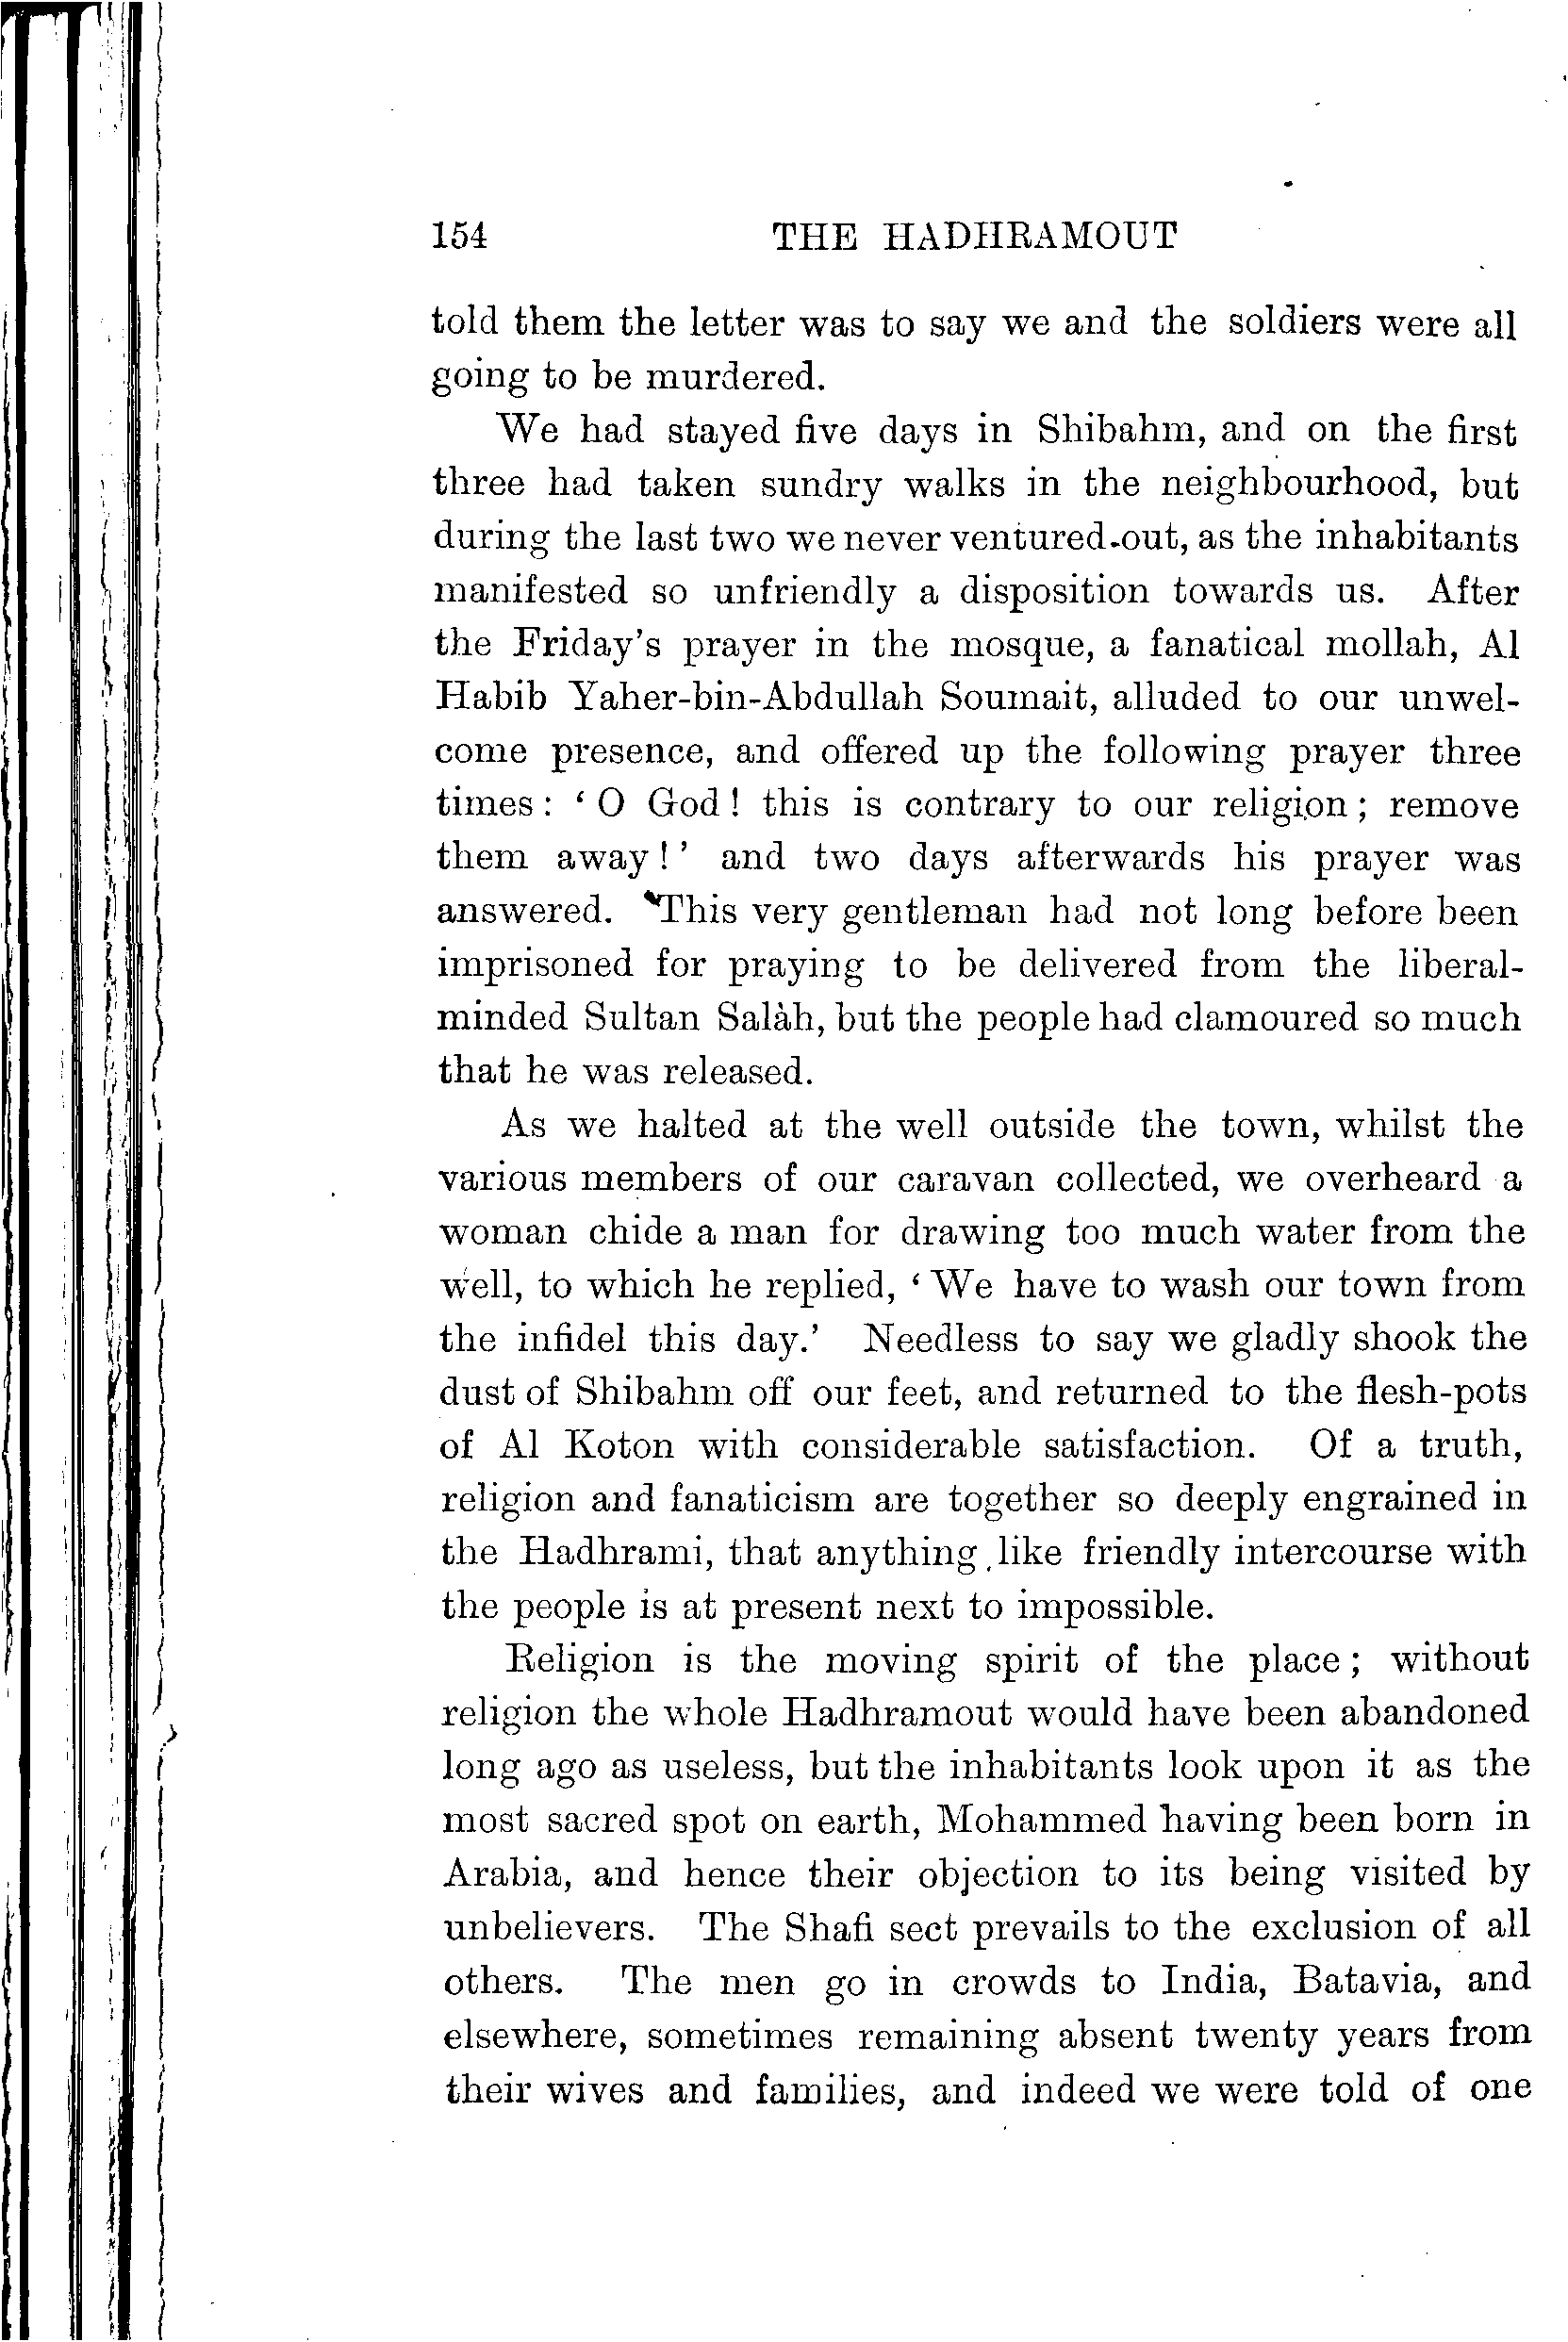 154 THE HADHRAMOUT
told them the letter was to say we and the soldiers were all
going to be murdered.
We had stayed five days in Shibahm, and on the first
three had taken sundry walks in the neighbourhood, but
during the last two we never ventured out, as the inhabitants
manifested so unfriendly a disposition towards us. After
the Friday's prayer in the mosque, a fanatical mollah, Al
Habib Yaher-bin-Abdullah Soumait, alluded to our unwel-
come presence, and offered up the following prayer three
times: ‘O God! this is contrary to our religion; remove
them away!’ and two days afterwards his prayer was
answered. This very gentleman had not long before been
imprisoned for praying to be delivered from the liberal-
minded Sultan Salàh, but the people had clamoured so much
that he was released.
As we halted at the well outside the town, whilst the
various members of our caravan collected, we overheard a
woman chide a man for drawing too much water from the
well, to which he replied, ‘We have to wash our town from
the infidel this day.’ Needless to say we gladly shook the
dust of Shibahm off our feet, and returned to the flesh-pots
of Al Koton with considerable satisfaction. Of a truth,
religion and fanaticism are together so deeply engrained in
the Hadhrami, that anything like friendly intercourse with
the people is at present next to impossible.
Religion is the moving spirit of the place; without
religion the whole Hadhramout would have been abandoned
long ago as useless, but the inhabitants look upon it as the
most sacred spot on earth, Mohammed having been born in
Arabia, and hence their objection to its being visited by
unbelievers. The Shafi sect prevails to the exclusion of all
others. The men go in crowds to India, Batavia, and
elsewhere, sometimes remaining absent twenty years from
their wives and families, and indeed we were told of one